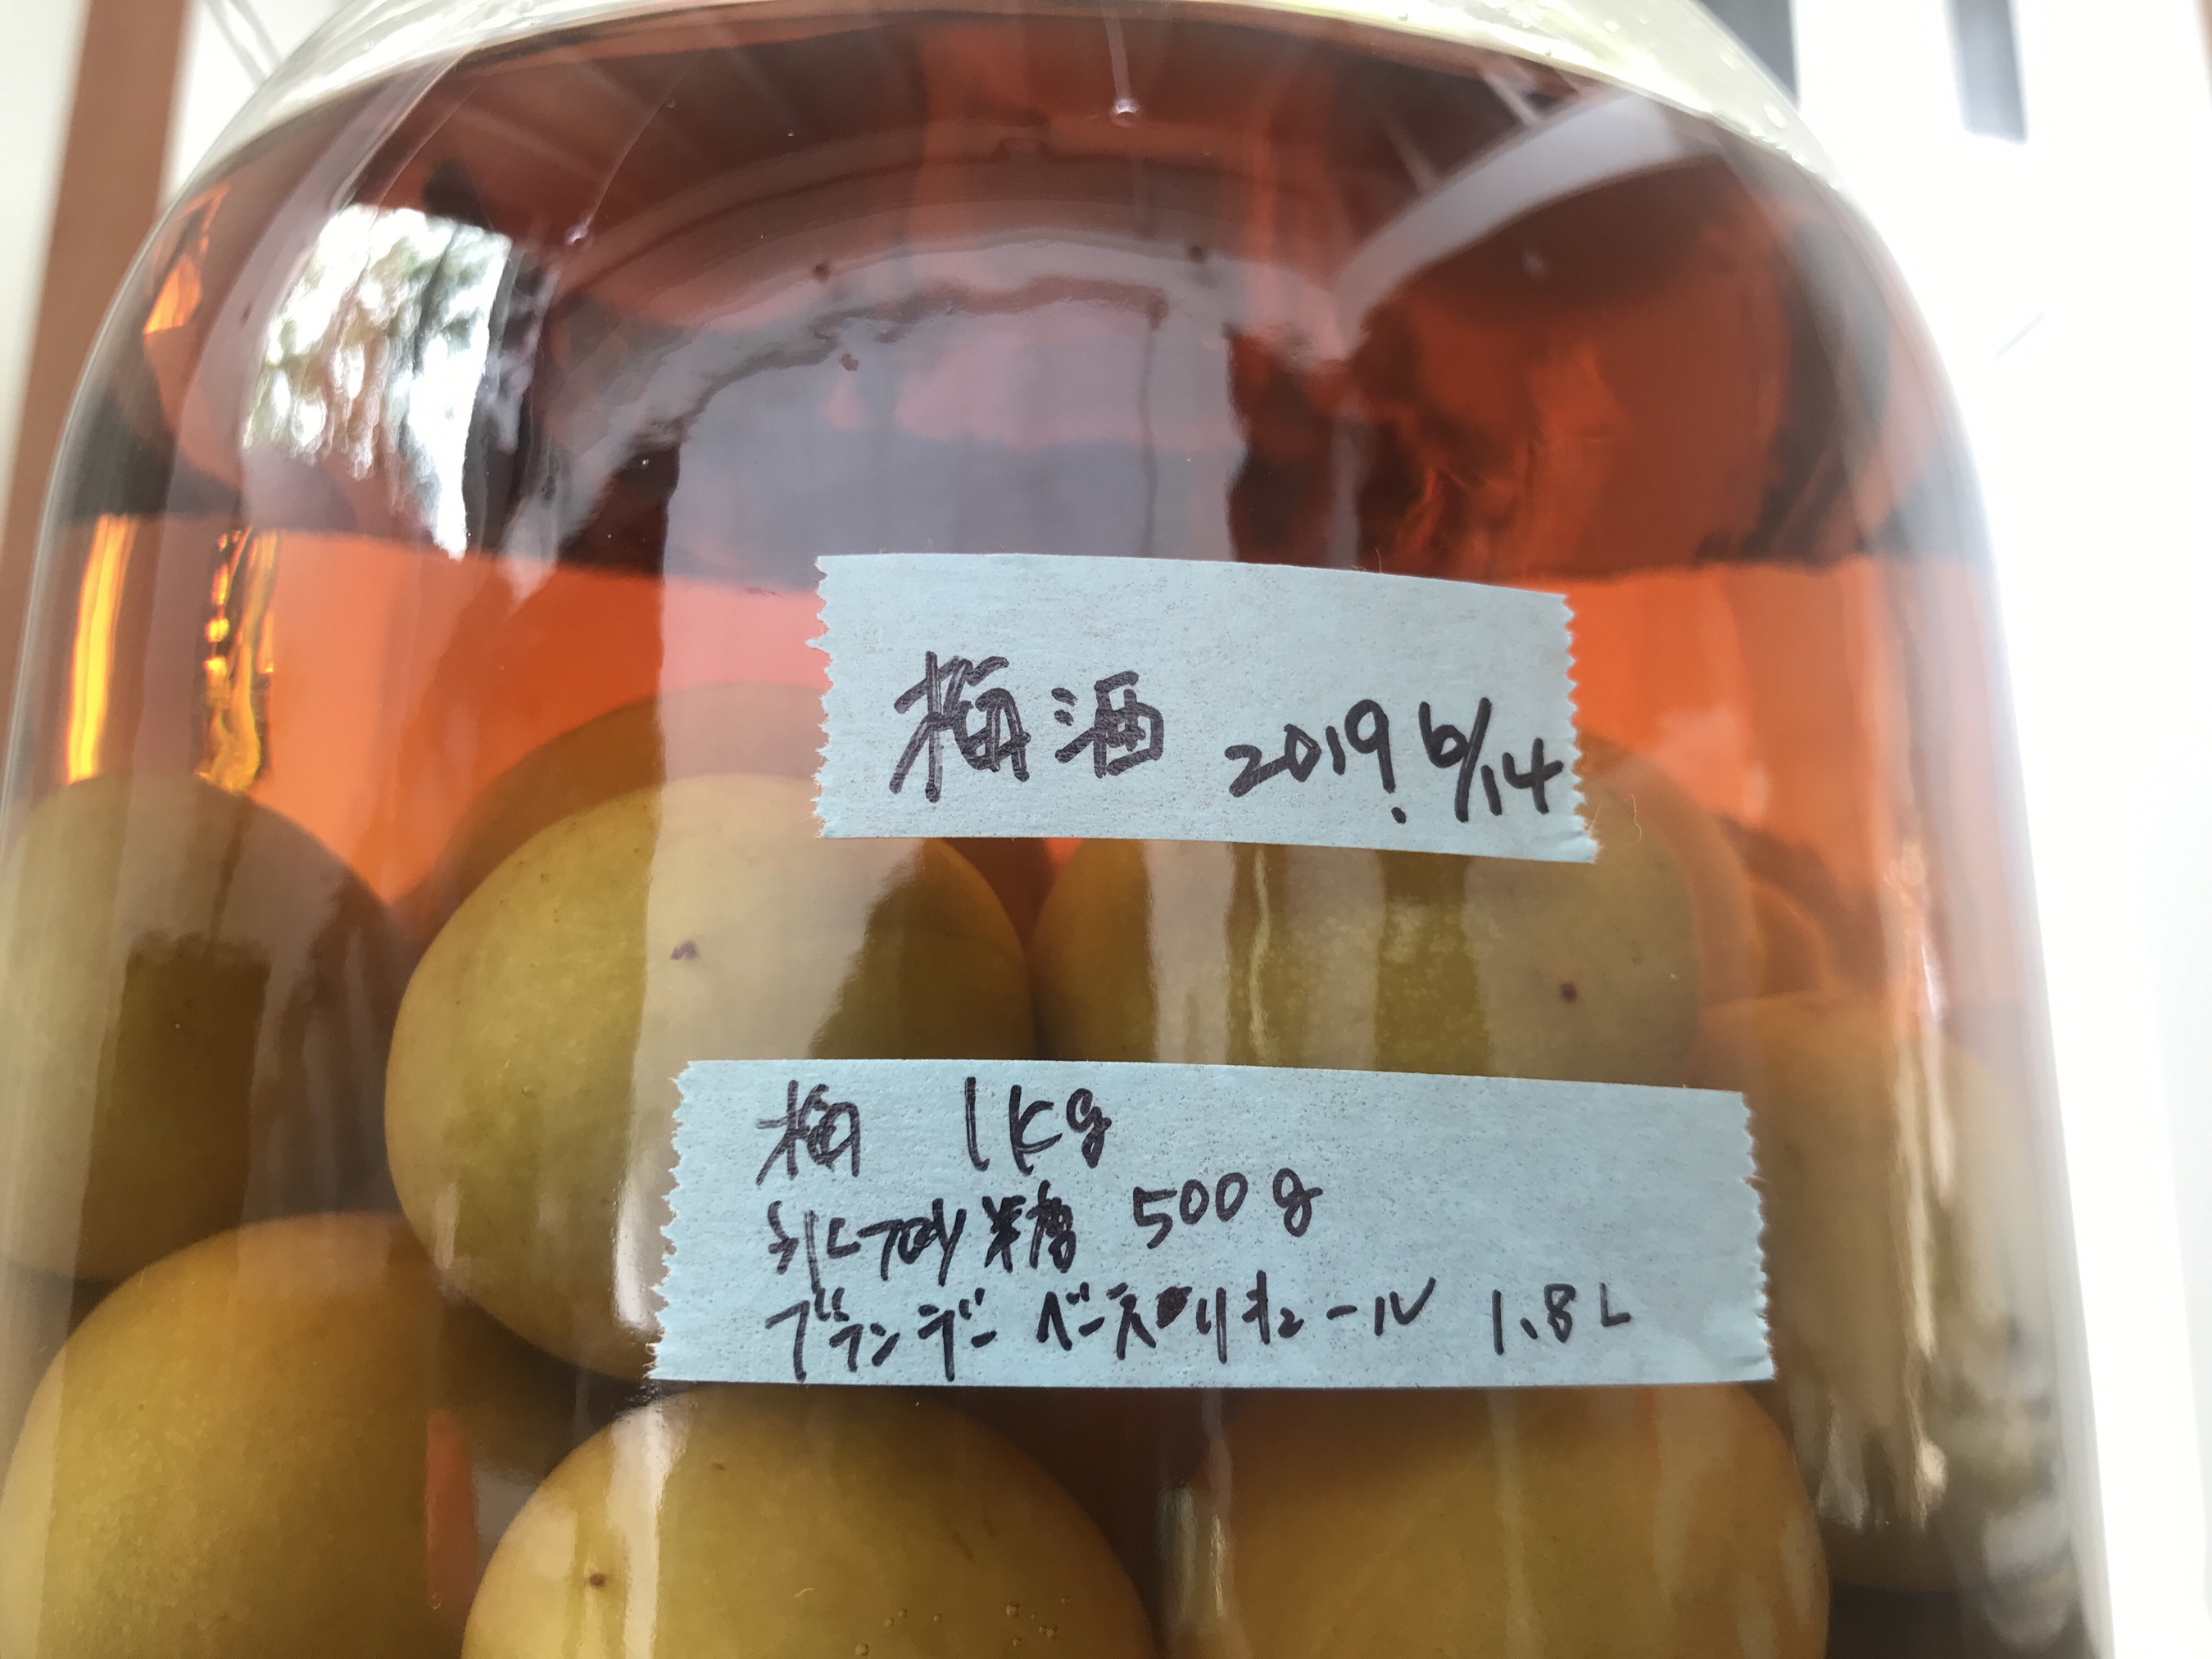 梅酒 2019. 6/14
梅 1kg
氷砂糖 500g
ブランデーベースリキュール 1.8L